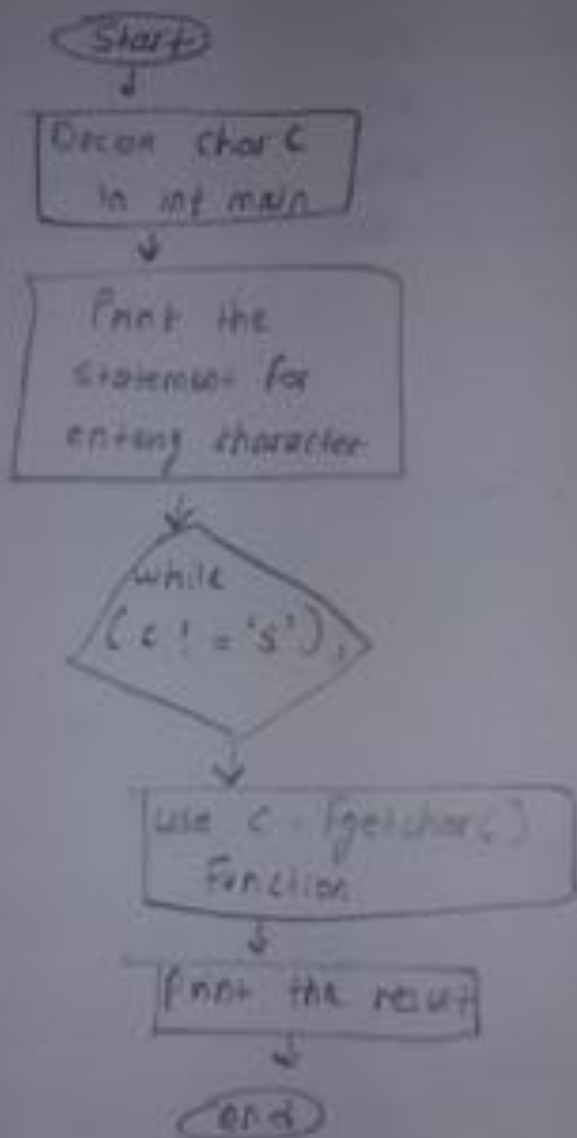 Start
char c
in int main
Print the
statement for
entering character
while
(c != 's'),
use c = fgetchar()
Function
Print the result
end